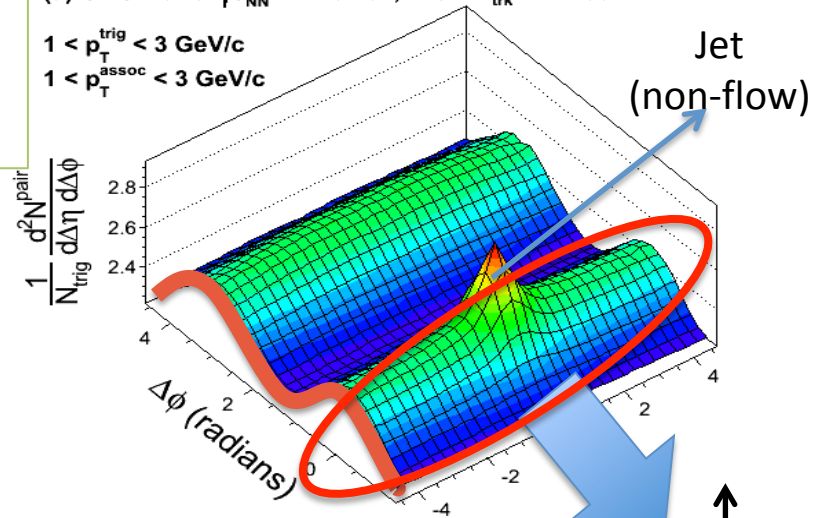 1 < p_T^trig < 3 GeV/c
1 < p_T^assoc < 3 GeV/c
Jet
(non-flow)
1/N_trig d²N^pair/dΔη dΔϕ
2.8
2.6
2.4
4
2
0
Δϕ (radians)
4
2
-2
-4